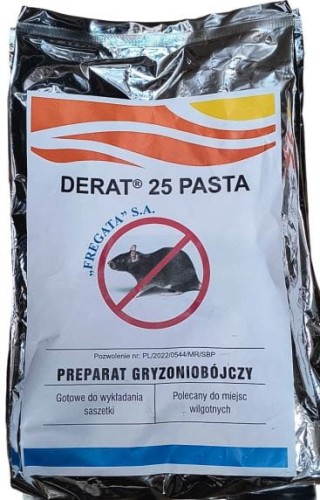 DERAT® 25 PASTA
„FREGATA” S.A.
Pozwolenie nr: PL/2022/0544/MR/SBP
PREPARAT GRYZONIOBÓJCZY
Gotowe do wykładania
saszetki
Polecany do miejsc
wilgotnych